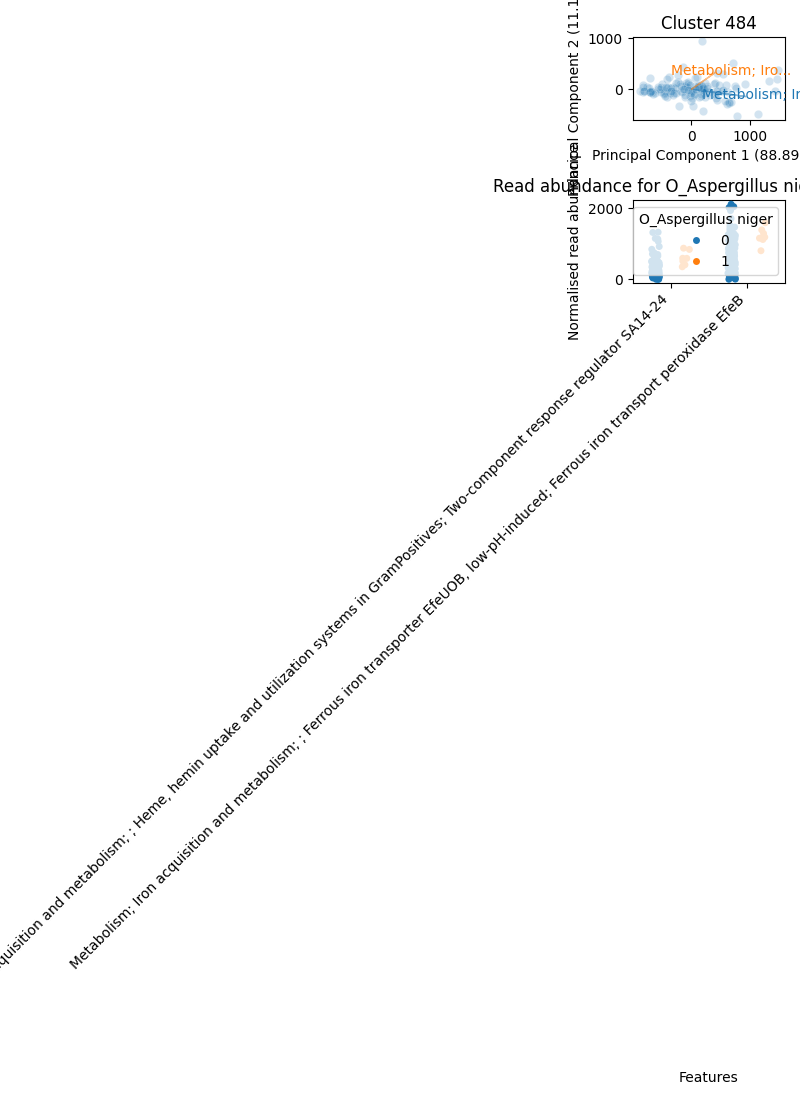 Cluster 484
Principal Component 2 (11.1
1000
0
Metabolism; Iro...
Metabolism; Ir
0
1000
Principal Component 1 (88.89
Read abundance for O_Aspergillus nig
Normalised read abundance
2000
0
O_Aspergillus niger
0
1
quisition and metabolism; ; Heme, hemin uptake and utilization systems in GramPositives; Two-component response regulator SA14-24
Metabolism; Iron acquisition and metabolism; ; Ferrous iron transporter EfeUOB, low-pH-induced; Ferrous iron transport peroxidase EfeB
Features